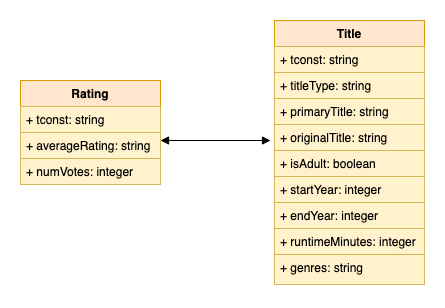 Rating
+ tconst: string
+ averageRating: string
+ numVotes: integer
Title
+ tconst: string
+ titleType: string
+ primaryTitle: string
+ originalTitle: string
+ isAdult: boolean
+ startYear: integer
+ endYear: integer
+ runtimeMinutes: integer
+ genres: string